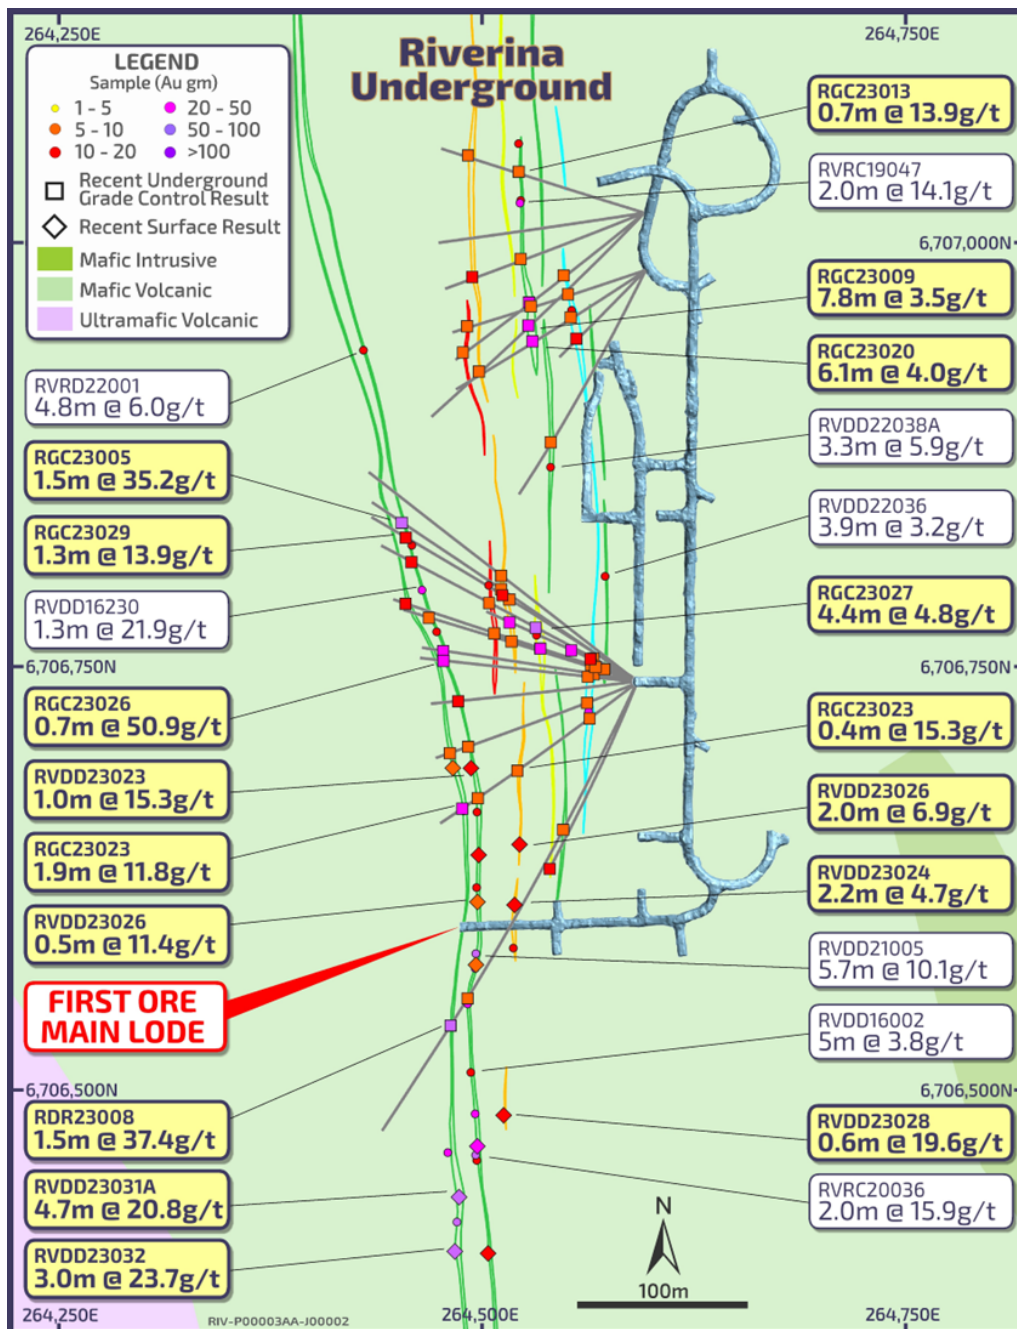 264,250E
264,750E
Riverina
Underground
LEGEND
Sample (Au gm)
1 - 5
20 - 50
5 - 10
50 - 100
10 - 20
>100
Recent Underground
Grade Control Result
Recent Surface Result
Mafic Intrusive
Mafic Volcanic
Ultramafic Volcanic
RGC23013
0.7m @ 13.9g/t
RVRC19047
2.0m @ 14.1g/t
6,707,000N
RGC23009
7.8m @ 3.5g/t
RGC23020
6.1m @ 4.0g/t
RVRD22001
4.8m @ 6.0g/t
RVDD22038A
3.3m @ 5.9g/t
RGC23005
1.5m @ 35.2g/t
RVDD22036
3.9m @ 3.2g/t
RGC23029
1.3m @ 13.9g/t
RVDD16230
1.3m @ 21.9g/t
RGC23027
4.4m @ 4.8g/t
6,706,750N
6,706,750N
RGC23026
0.7m @ 50.9g/t
RGC23023
0.4m @ 15.3g/t
RVDD23023
1.0m @ 15.3g/t
RVDD23026
2.0m @ 6.9g/t
RGC23023
1.9m @ 11.8g/t
RVDD23024
2.2m @ 4.7g/t
RVDD23026
0.5m @ 11.4g/t
RVDD21005
5.7m @ 10.1g/t
FIRST ORE
MAIN LODE
RVDD16002
5m @ 3.8g/t
6,706,500N
6,706,500N
RDR23008
1.5m @ 37.4g/t
RVDD23028
0.6m @ 19.6g/t
RVDD23031A
4.7m @ 20.8g/t
RVRC20036
2.0m @ 15.9g/t
N
RVDD23032
3.0m @ 23.7g/t
100m
264,250E
RIV-P00003AA-J00002
264,500E
264,750E